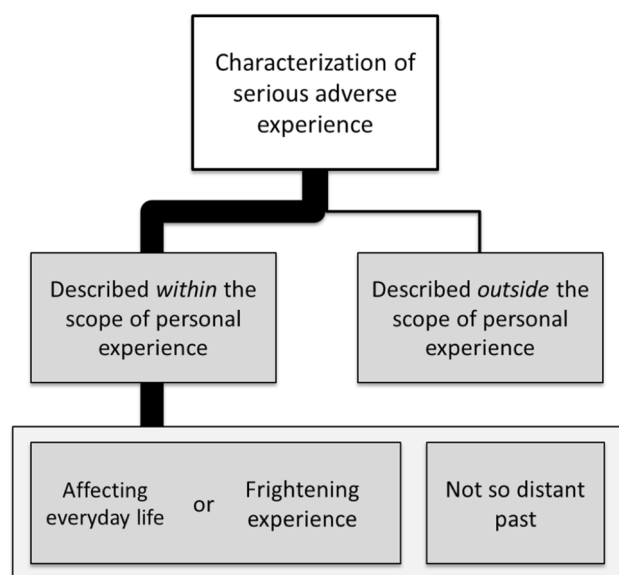 Characterization of
serious adverse
experience
Described within the
scope of personal
experience
Described outside the
scope of personal
experience
Affecting
everyday life
or
Frightening
experience
Not so distant
past